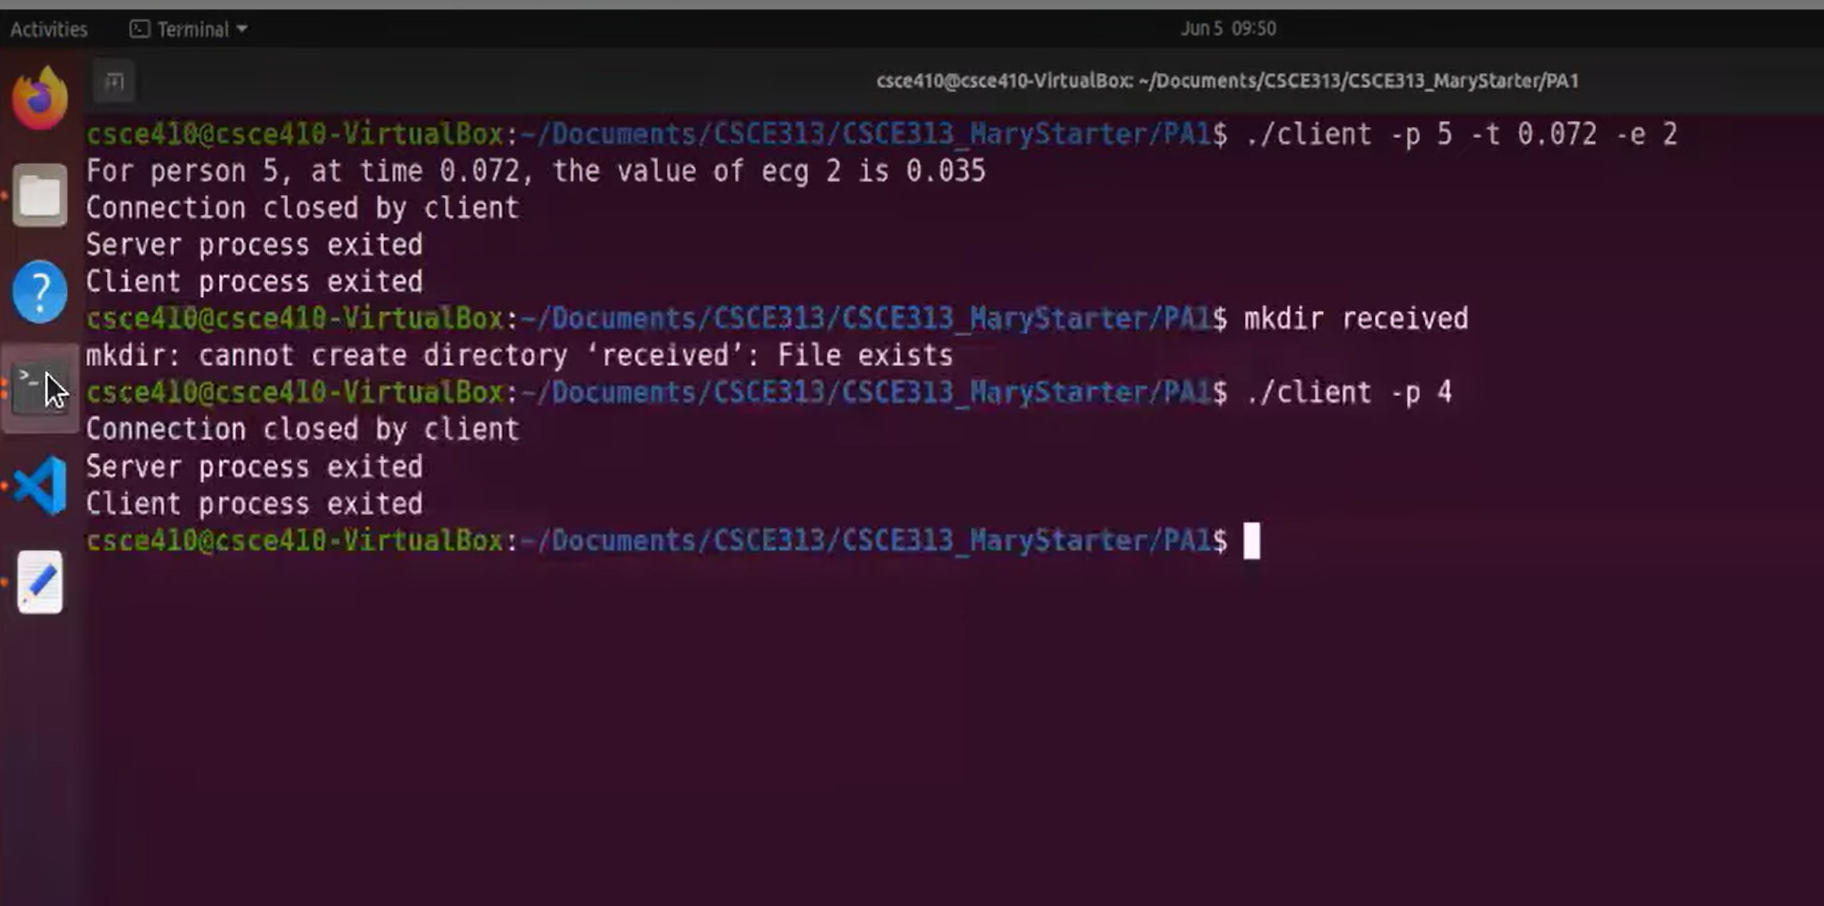 Activities Terminal Jun 5 09:50
csce410@csce410-VirtualBox: ~/Documents/CSCE313/CSCE313_MaryStarter/PA1
csce410@csce410-VirtualBox:~/Documents/CSCE313/CSCE313_MaryStarter/PA1$ ./client -p 5 -t 0.072 -e 2
For person 5, at time 0.072, the value of ecg 2 is 0.035
Connection closed by client
Server process exited
Client process exited
csce410@csce410-VirtualBox:~/Documents/CSCE313/CSCE313_MaryStarter/PA1$ mkdir received
mkdir: cannot create directory ‘received’: File exists
csce410@csce410-VirtualBox:~/Documents/CSCE313/CSCE313_MaryStarter/PA1$ ./client -p 4
Connection closed by client
Server process exited
Client process exited
csce410@csce410-VirtualBox:~/Documents/CSCE313/CSCE313_MaryStarter/PA1$